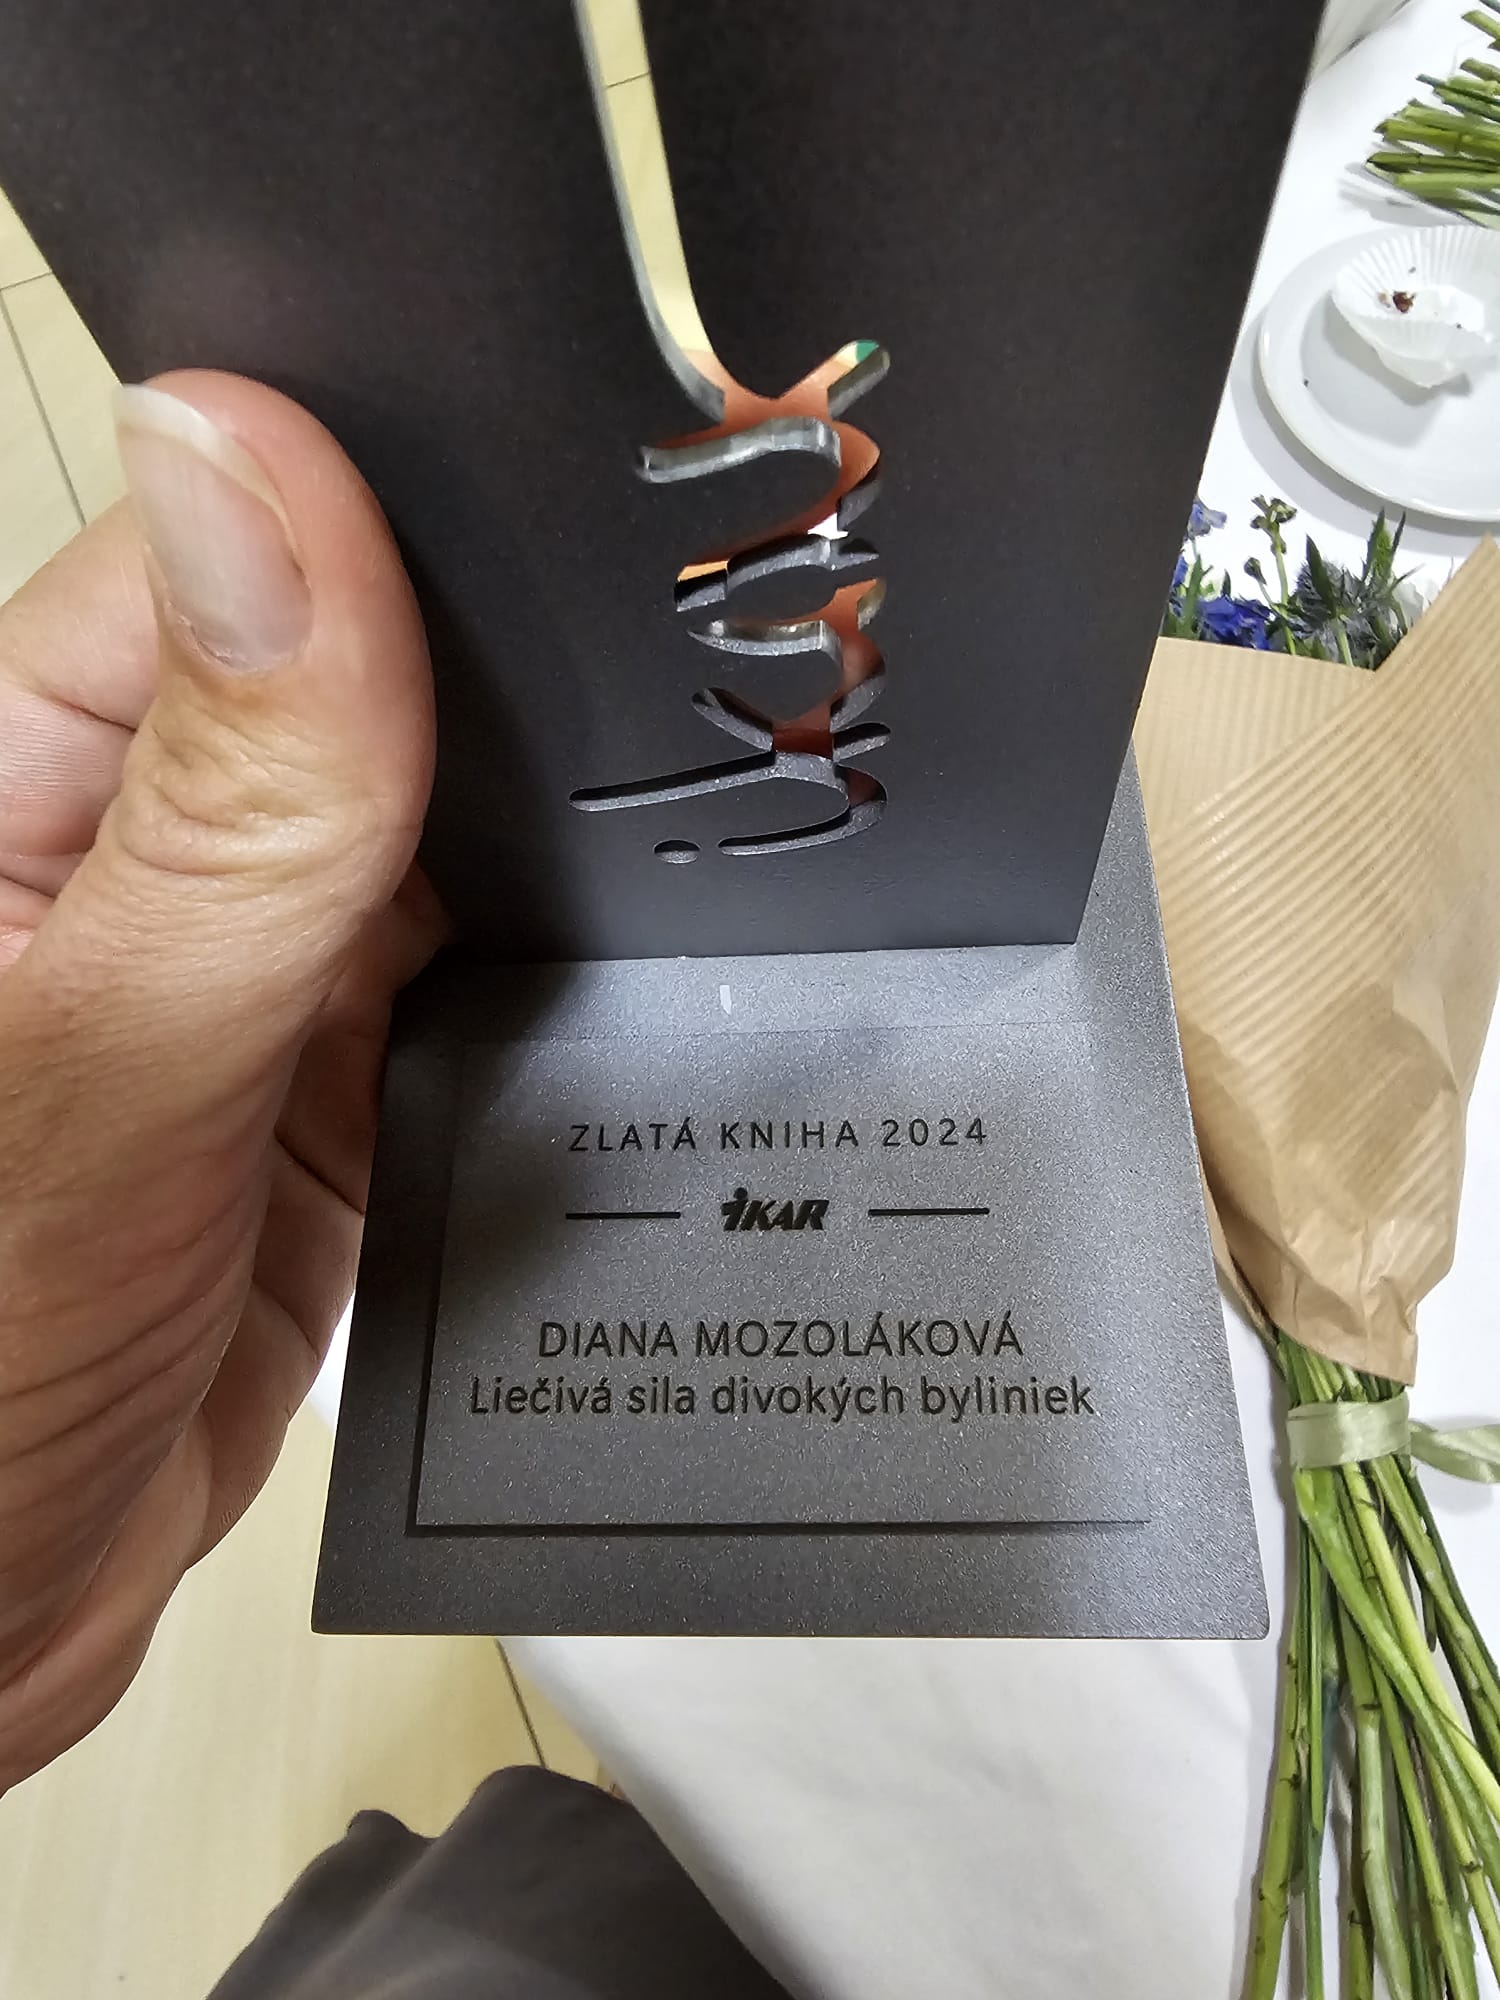 ikar
ZLATÁ KNIHA 2024
iKAR
DIANA MOZOLÁKOVÁ
Liečivá sila divokých byliniek